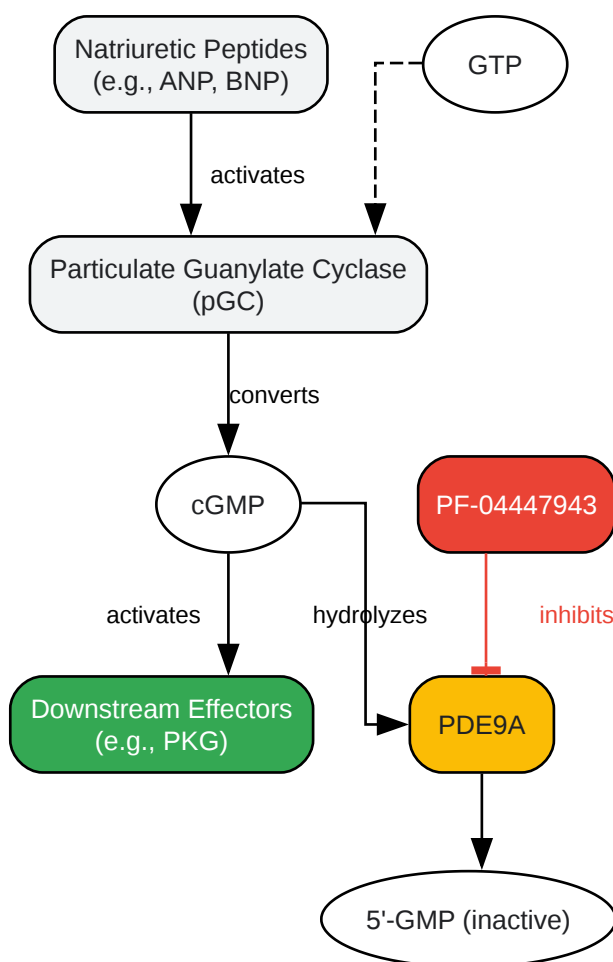 Natriuretic Peptides
(e.g., ANP, BNP)
GTP
activates
Particulate Guanylate Cyclase
(pGC)
converts
cGMP
PF-04447943
activates
hydrolyzes
inhibits
Downstream Effectors
(e.g., PKG)
PDE9A
5'-GMP (inactive)